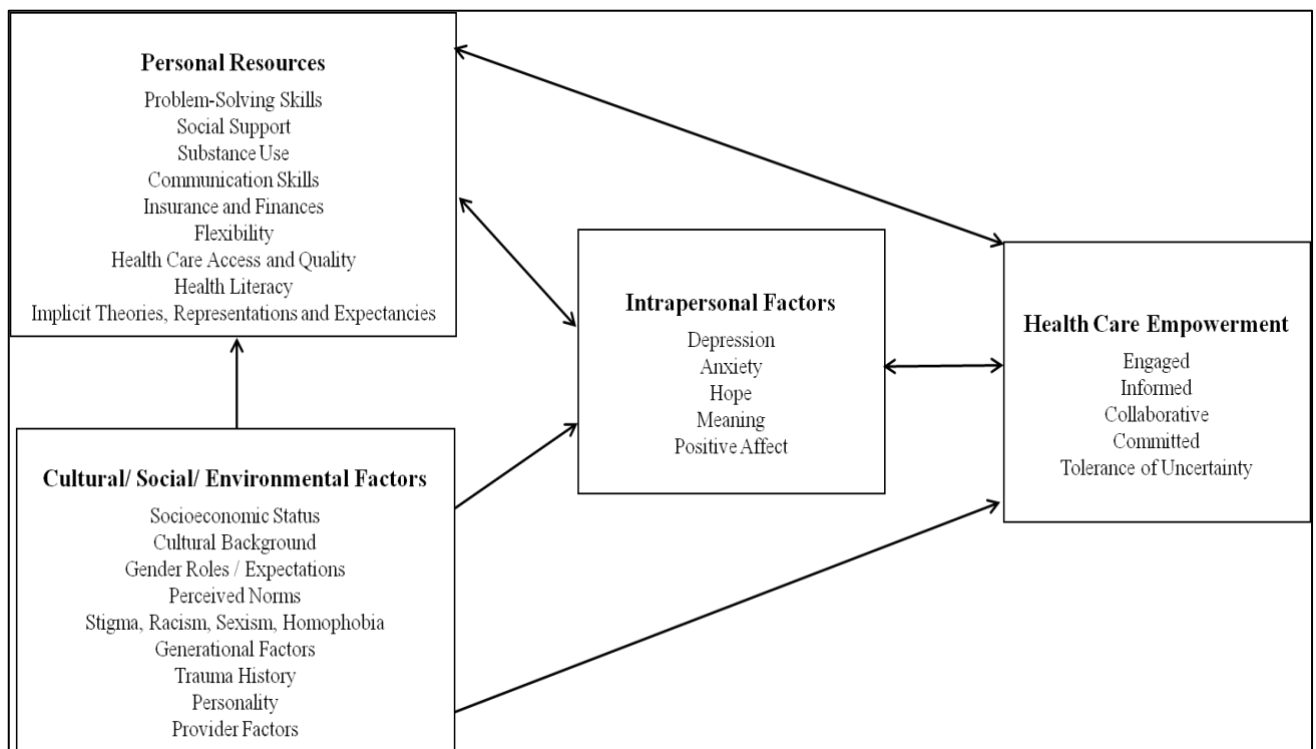 Personal Resources
Problem-Solving Skills
Social Support
Substance Use
Communication Skills
Insurance and Finances
Flexibility
Health Care Access and Quality
Health Literacy
Implicit Theories, Representations and Expectancies
Intrapersonal Factors
Depression
Anxiety
Hope
Meaning
Positive Affect
Health Care Empowerment
Engaged
Informed
Collaborative
Committed
Tolerance of Uncertainty
Cultural/ Social/ Environmental Factors
Socioeconomic Status
Cultural Background
Gender Roles / Expectations
Perceived Norms
Stigma, Racism, Sexism, Homophobia
Generational Factors
Trauma History
Personality
Provider Factors